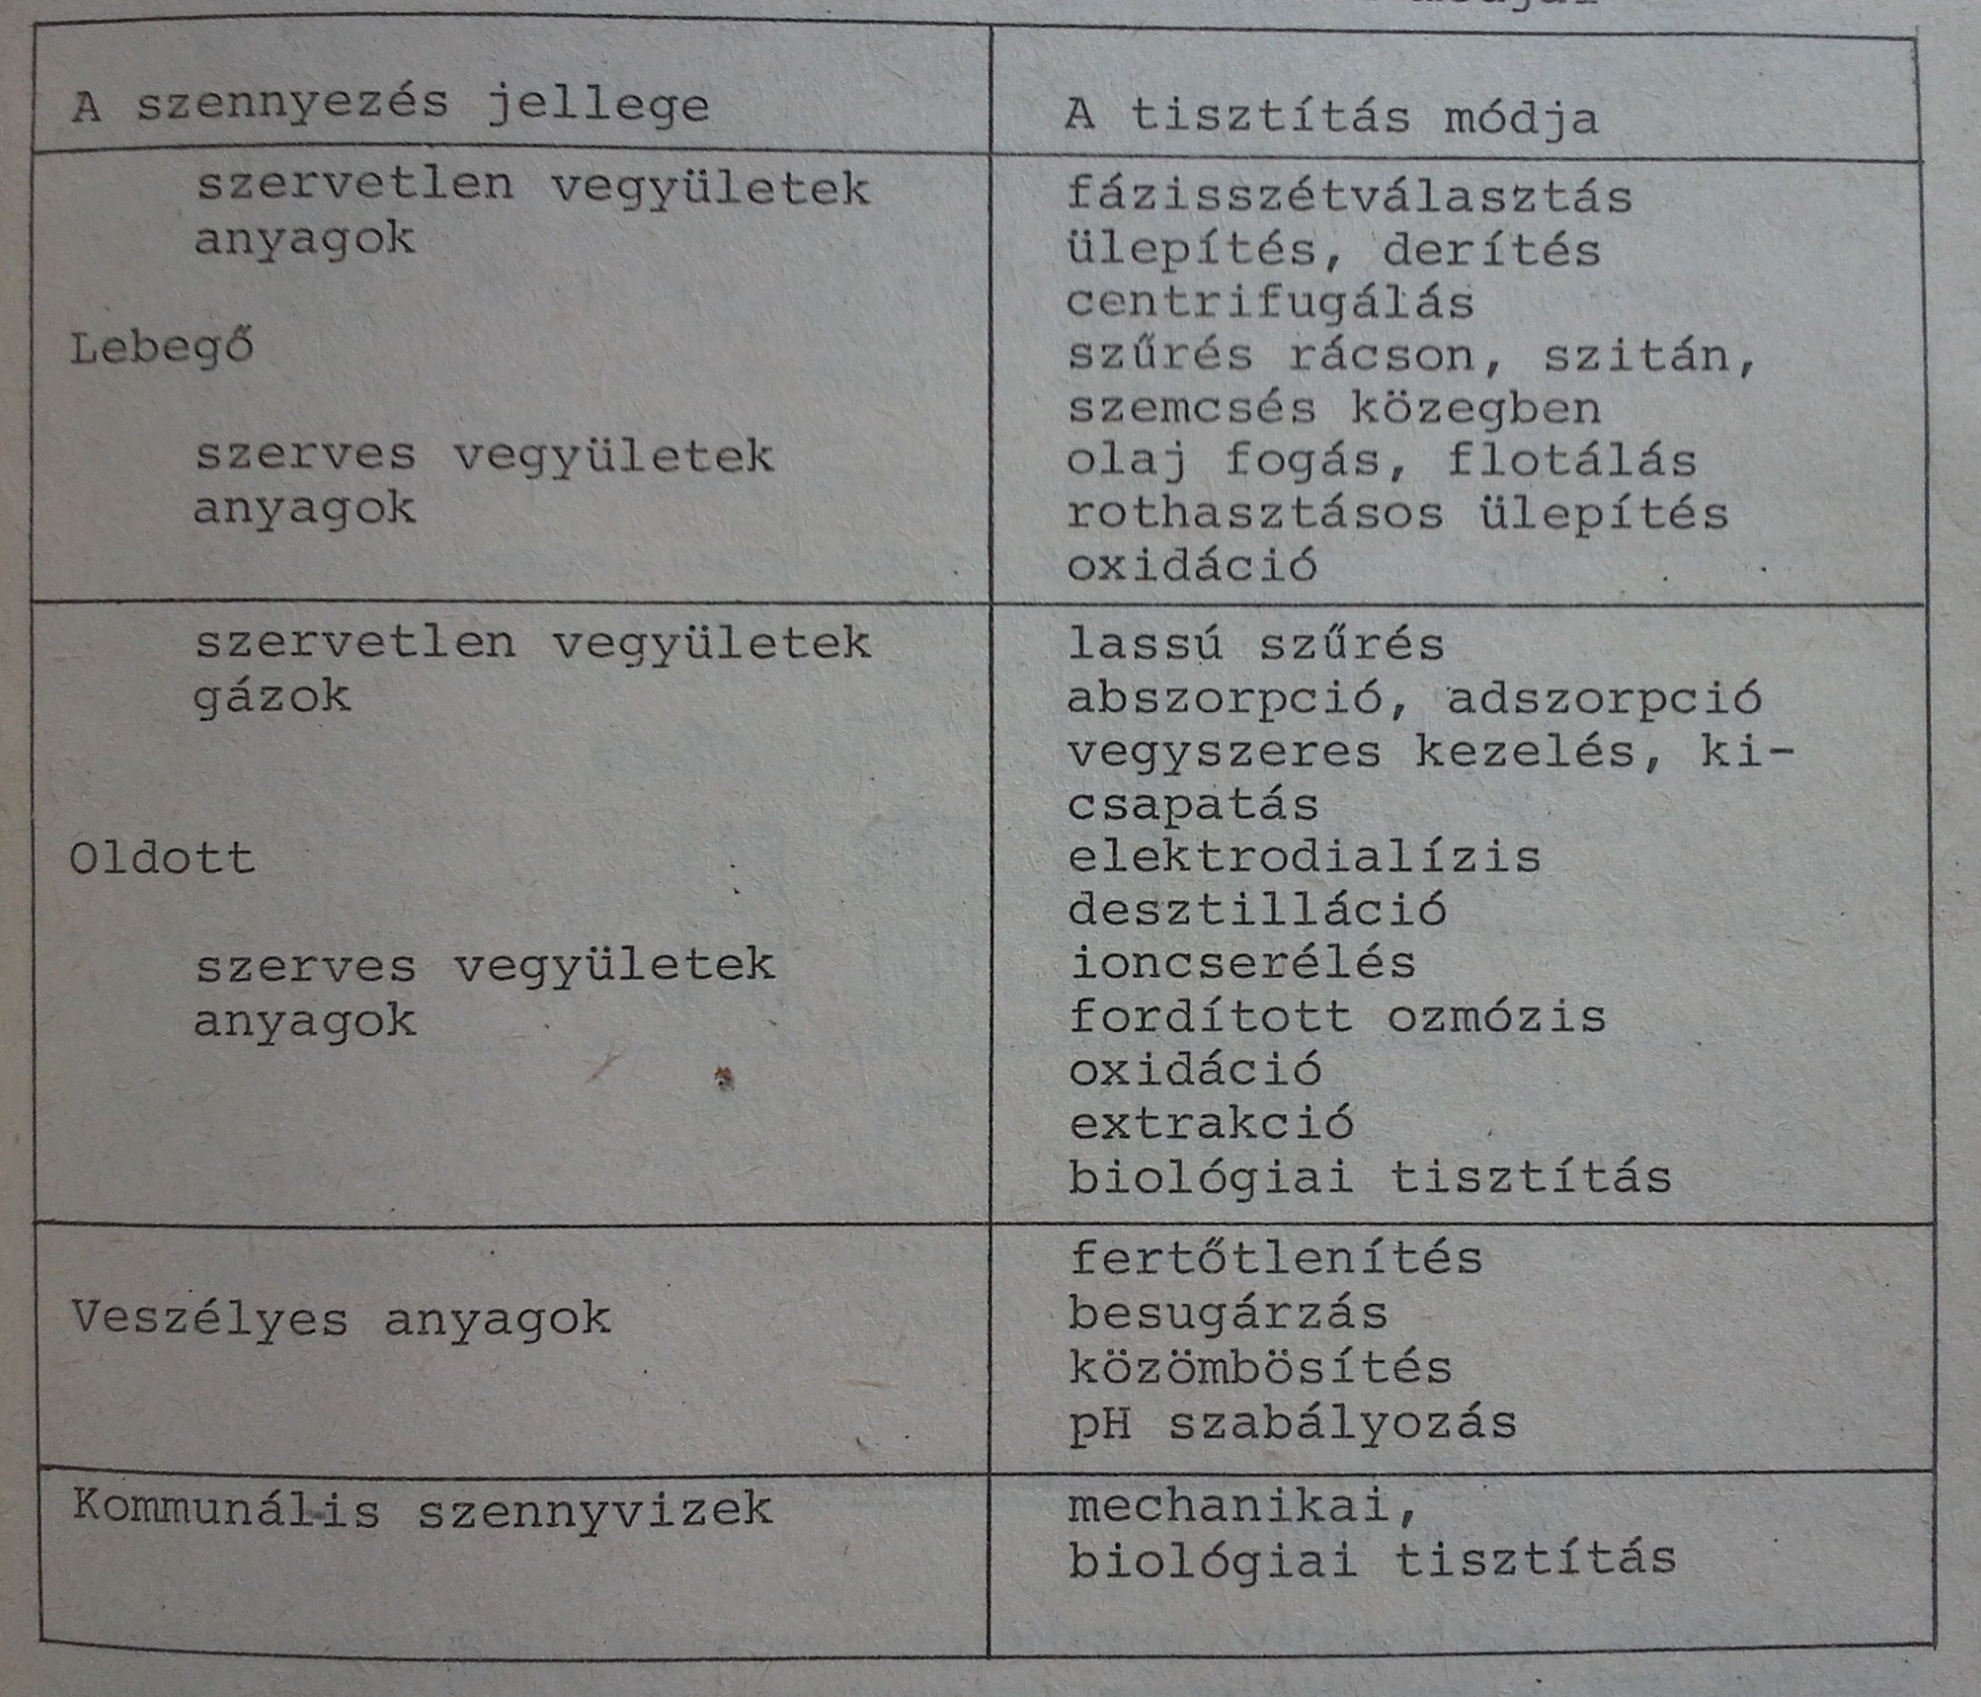 A szennyezés jellege
A tisztítás módja
szervetlen vegyületek
anyagok
Lebegő
szerves vegyületek
anyagok
fázisszétválasztás
ülepítés, derítés
centrifugálás
szűrés rácson, szitán,
szemcsés közegben
olaj fogás, flotálás
rothasztásos ülepítés
oxidáció
szervetlen vegyületek
gázok
Oldott
szerves vegyületek
anyagok
lassú szűrés
abszorpció, adszorpció
vegyszeres kezelés, ki-
csapatás
elektrodialízis
desztilláció
ioncserélés
fordított ozmózis
oxidáció
extrakció
biológiai tisztítás
Veszélyes anyagok
fertőtlenítés
besugárzás
közömbösítés
pH szabályozás
Kommunális szennyvizek
mechanikai,
biológiai tisztítás